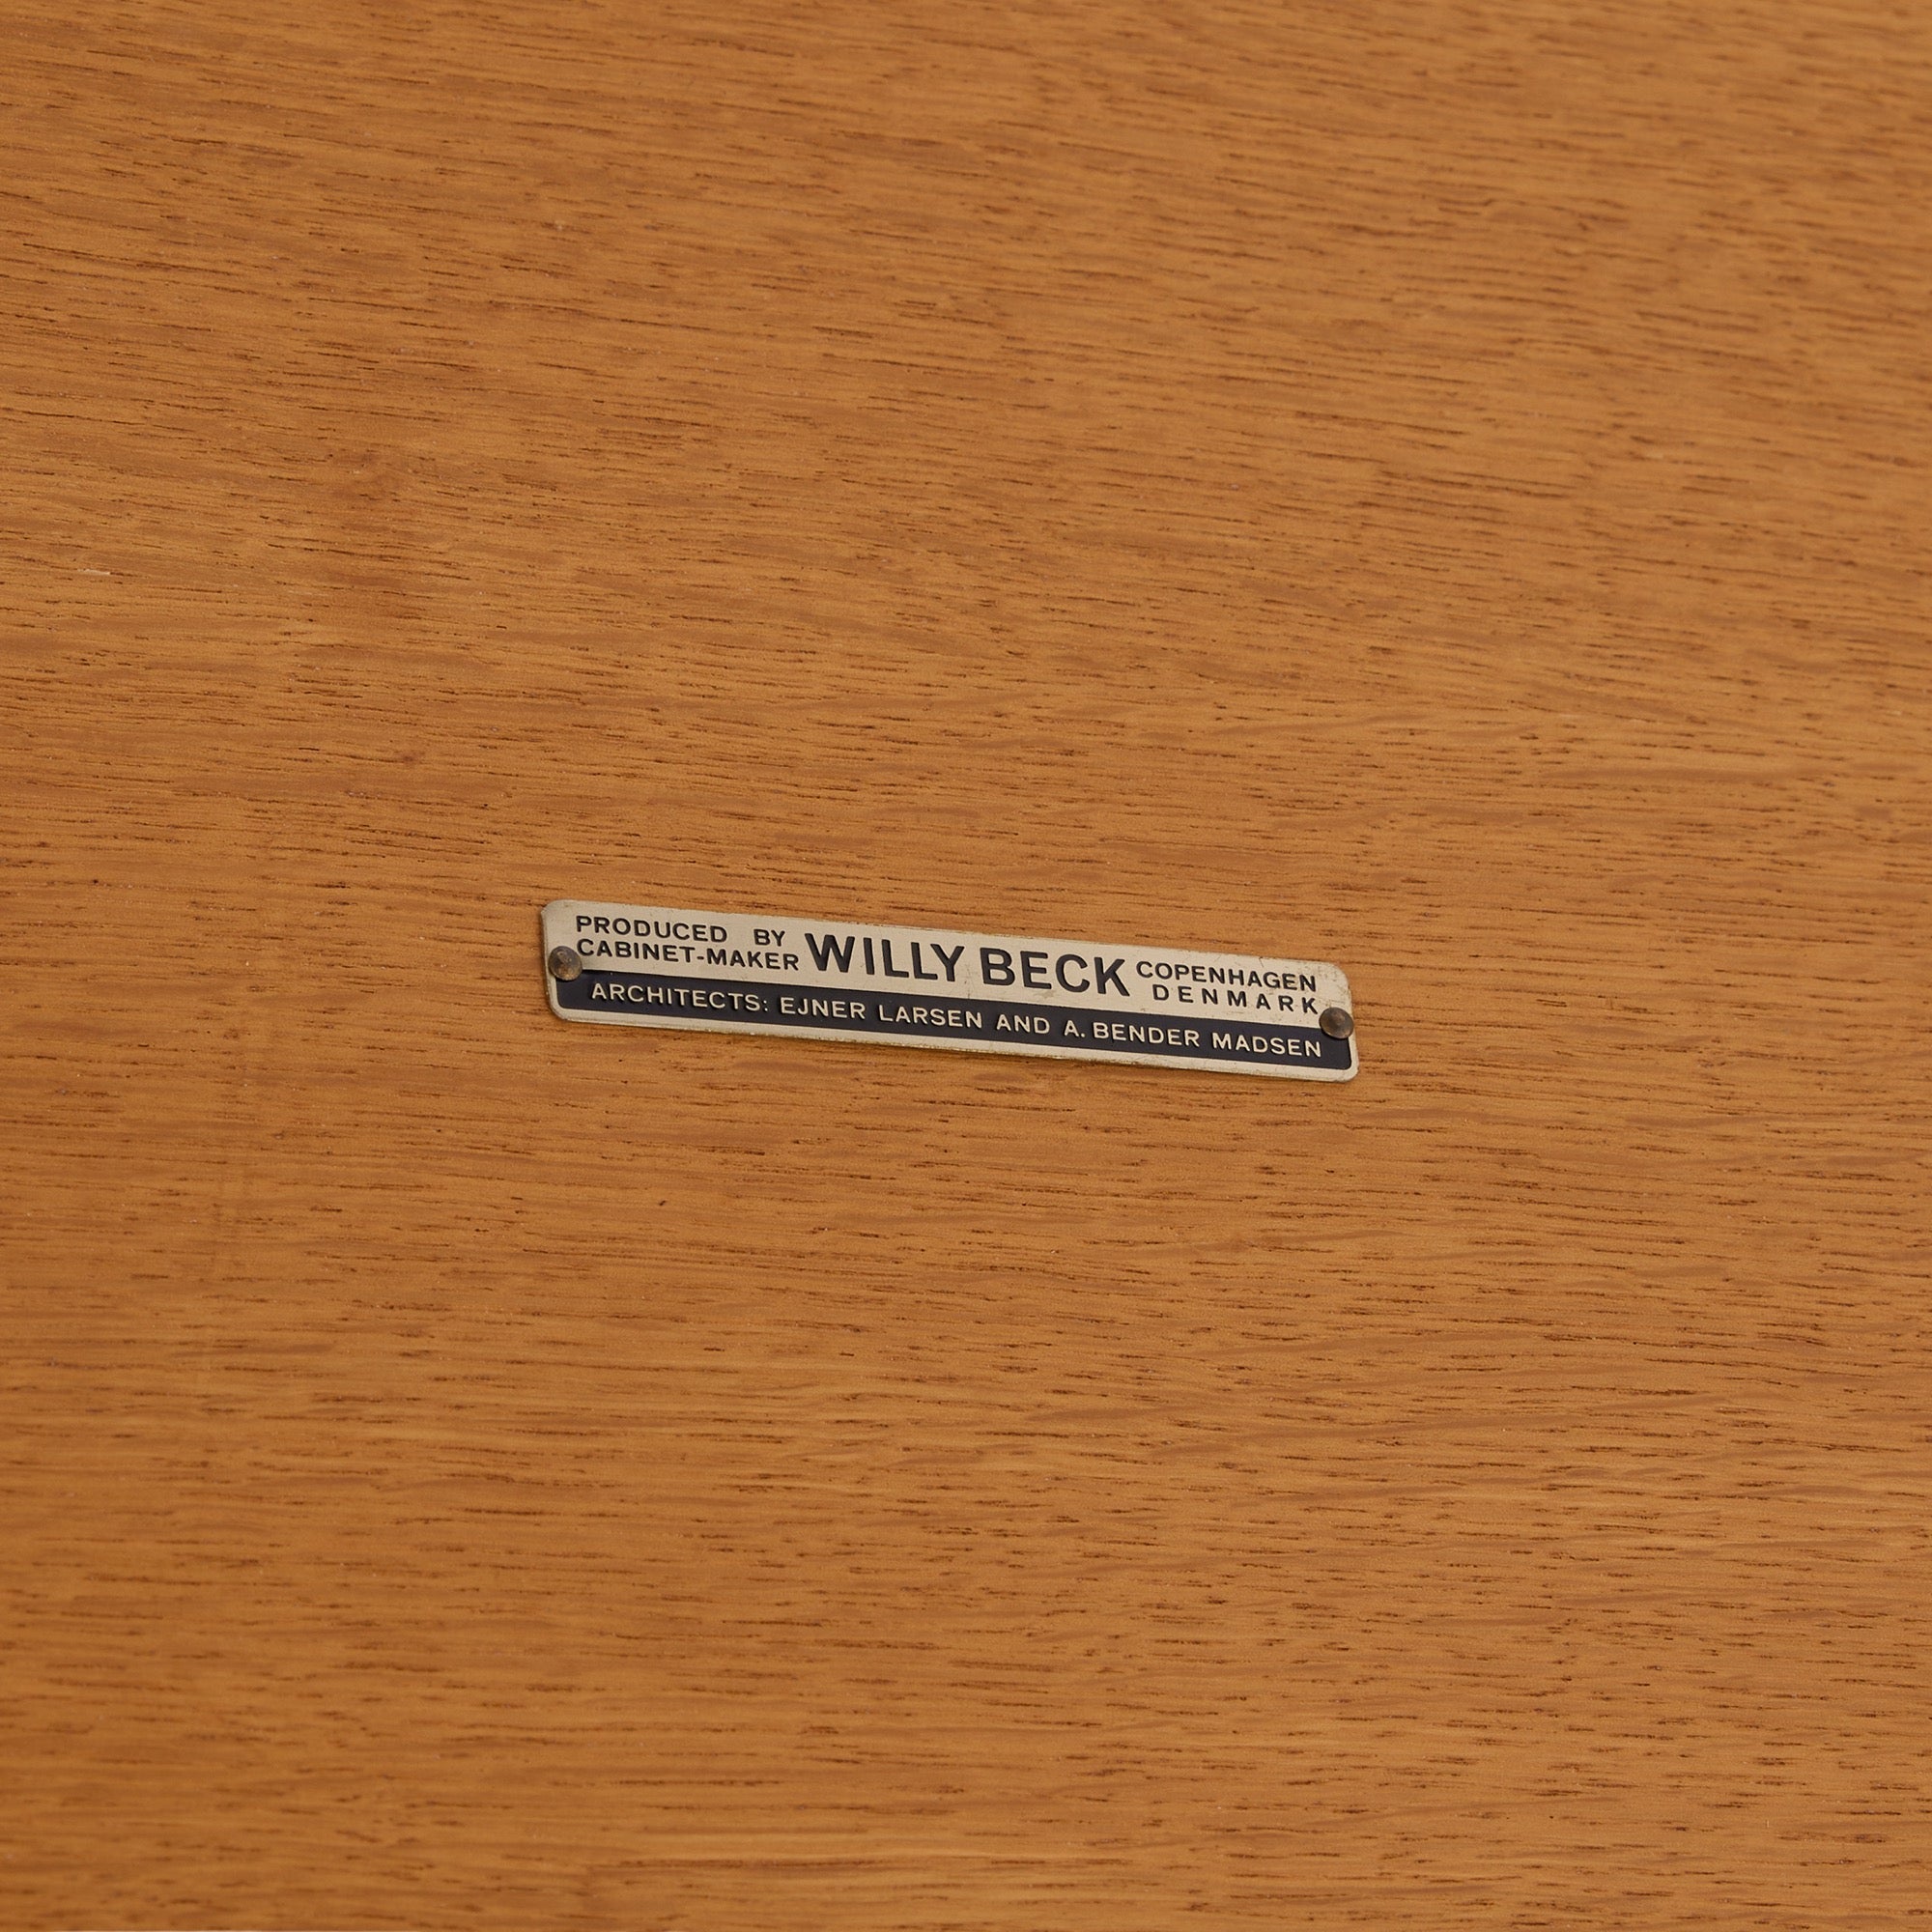 PRODUCED BY
CABINET-MAKER
WILLY BECK
COPENHAGEN
DENMARK
ARCHITECTS: EJNER LARSEN AND A. BENDER MADSEN